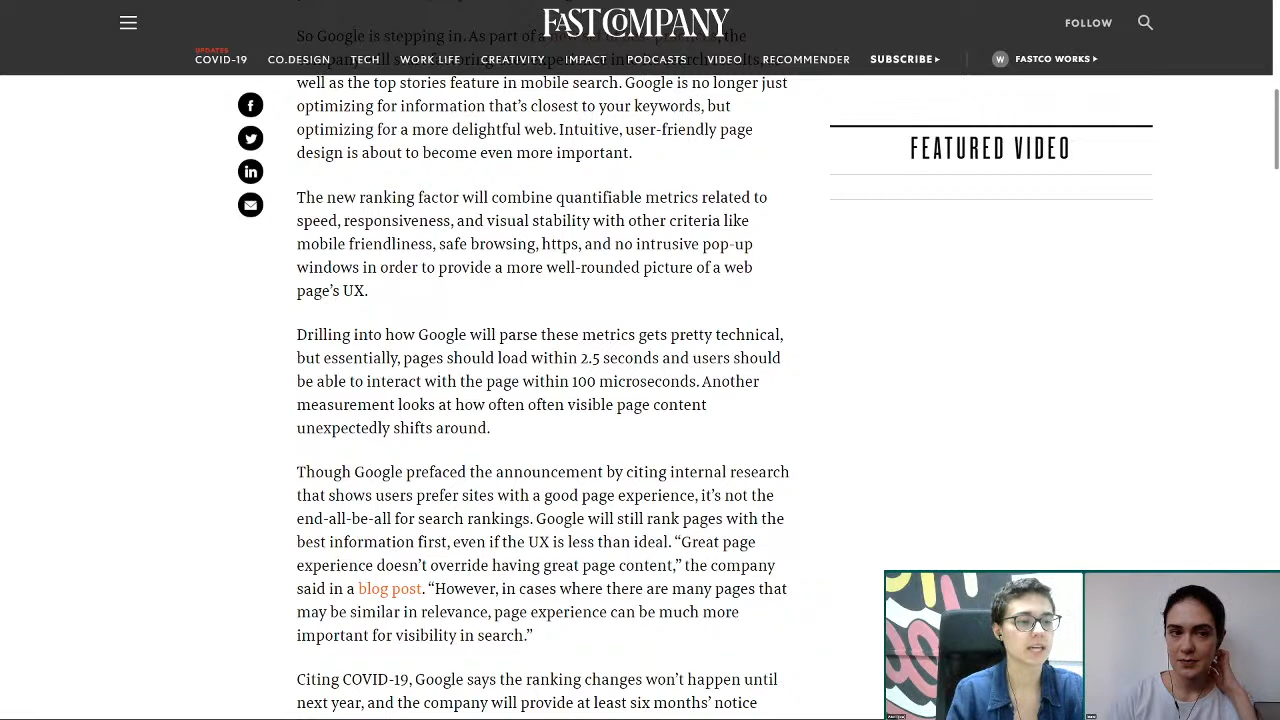 FAST COMPANY
FOLLOW
UPDATES
COVID-19
CO.DESIGN
TECH
WORK LIFE
CREATIVITY
IMPACT
PODCASTS
VIDEO
RECOMMENDER
SUBSCRIBE
W
FASTCO WORKS
So Google is stepping in. As part of a
the
well as the top stories feature in mobile search. Google is no longer just
optimizing for information that’s closest to your keywords, but
optimizing for a more delightful web. Intuitive, user-friendly page
design is about to become even more important.
The new ranking factor will combine quantifiable metrics related to
speed, responsiveness, and visual stability with other criteria like
mobile friendliness, safe browsing, https, and no intrusive pop-up
windows in order to provide a more well-rounded picture of a web
page’s UX.
Drilling into how Google will parse these metrics gets pretty technical,
but essentially, pages should load within 2.5 seconds and users should
be able to interact with the page within 100 microseconds. Another
measurement looks at how often often visible page content
unexpectedly shifts around.
Though Google prefaced the announcement by citing internal research
that shows users prefer sites with a good page experience, it’s not the
end-all-be-all for search rankings. Google will still rank pages with the
best information first, even if the UX is less than ideal. “Great page
experience doesn’t override having great page content,” the company
said in a blog post. “However, in cases where there are many pages that
may be similar in relevance, page experience can be much more
important for visibility in search.”
Citing COVID-19, Google says the ranking changes won’t happen until
next year, and the company will provide at least six months’ notice
FEATURED VIDEO